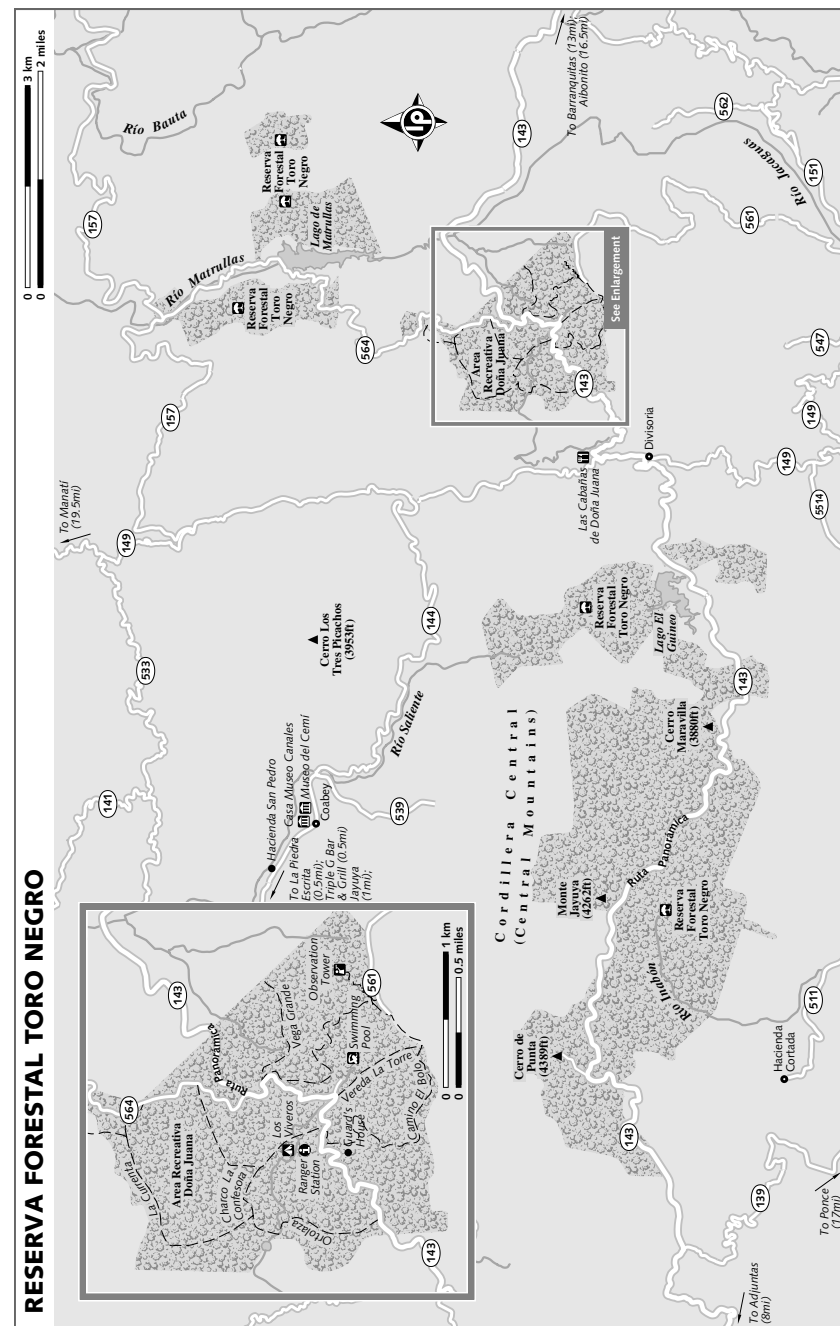 RESERVA FORESTAL TORO NEGRO
0
3 km
0
2 miles
La Corrierita
564
Ruta Panorámica
143
Area Recreativa
Doña Juana
Charco La
Confesora
Vega Grande
Los
Viveros
Ranger
Station
Observation
Tower
Ortolaza
Guard's
House
Swimming
Pool
561
Vereda La Torre
Camino El Bolo
143
0
1 km
0
0.5 miles
141
533
To Manatí
(19.5mi)
149
157
157
Río Bauta
Río Matrullas
Hacienda San Pedro
To La Piedra
Escrita
(0.5mi);
Triple G Bar
& Grill (0.5mi)
Jayuya
(1mi);
Casa Museo Canales
Museo del Cemí
Coabey
539
Cerro Los
Tres Picachos
(3953ft)
Río Saliente
144
Reserva
Forestal
Toro
Negro
564
Reserva
Forestal
Toro
Negro
Lago de
Matrullas
lp
143
To Barranquitas (13mi);
Aibonito (16.5mi)
Area
Recreativa
Doña Juana
143
See Enlargement
562
561
Río Jacaguas
151
Cordillera Central
(Central Mountains)
Cerro de
Punta
(4389ft)
Monte
Jayuya
(4262ft)
Ruta Panorámica
Cerro
Maravilla
(3880ft)
143
Reserva
Forestal
Toro Negro
Lago El
Guineo
Las Cabañas
de Doña Juana
Divisoria
149
149
547
5514
Reserva
Forestal
Toro Negro
Río Inabón
Hacienda
Cortada
511
143
139
To Adjuntas
(8mi)
To Ponce
(17mi)